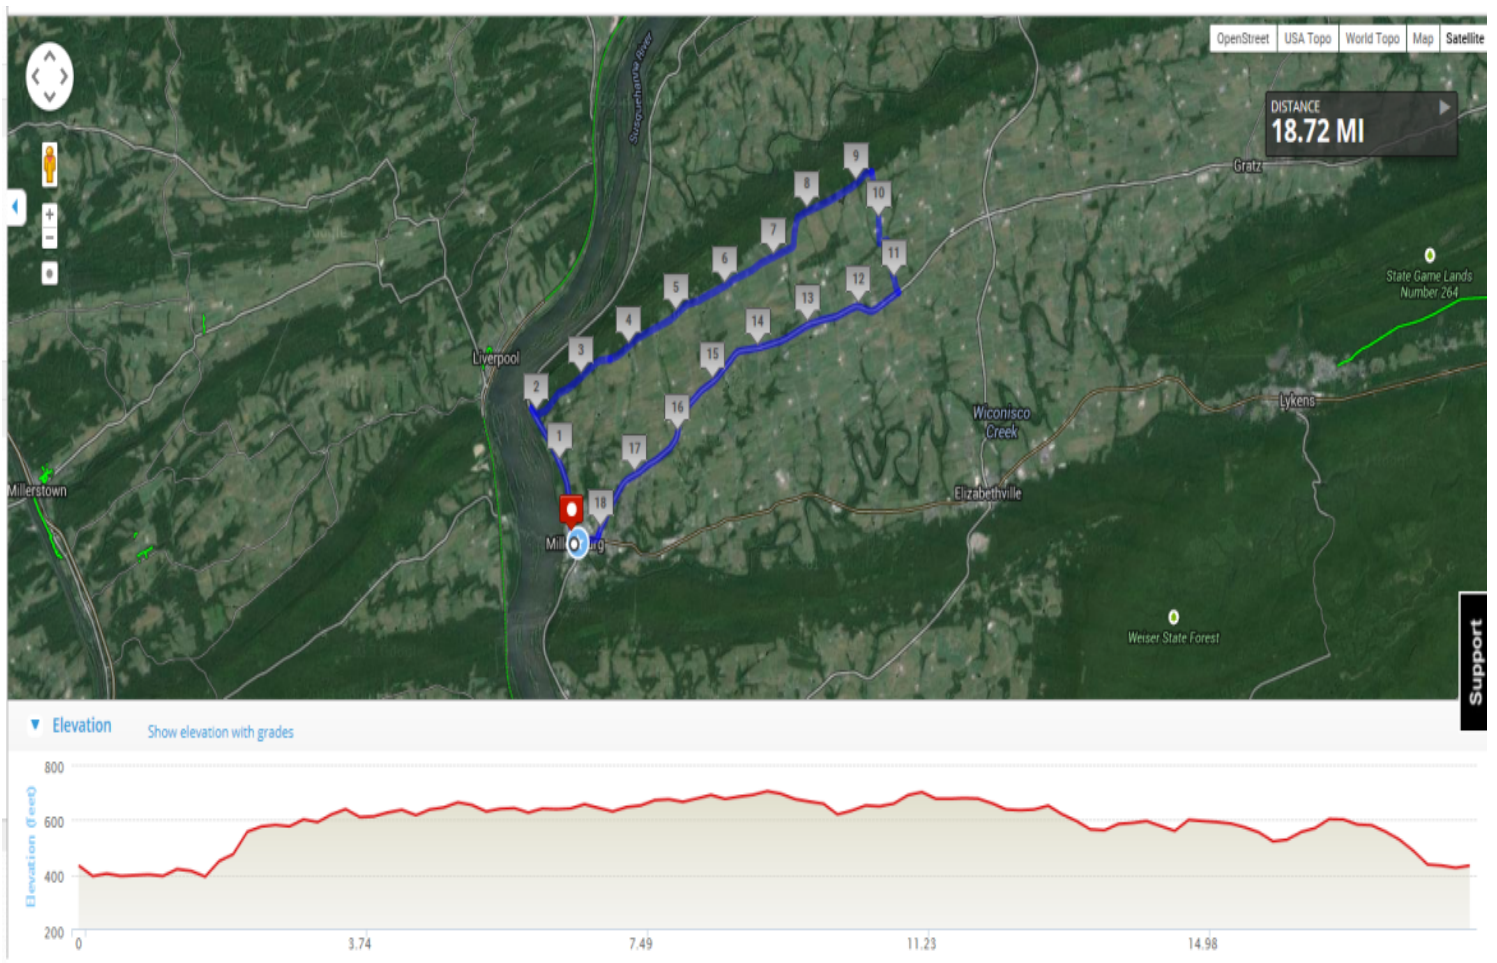 OpenStreet USA Topo World Topo Map Satellite
Susquehanna River
DISTANCE
18.72 MI
9
Gratz
8
10
7
11
6
State Game Lands
Number 264
12
5
13
4
14
3
15
Liverpool
2
Lykens
16
Wiconisco
Creek
1
17
Millerstown
Elizabethville
18
Weiser State Forest
Support
Elevation
Show elevation with grades
Elevation (feet)
800
600
400
200
0 3.74 7.49 11.23 14.98